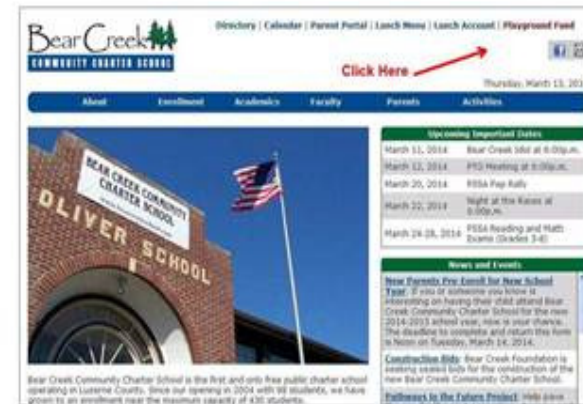 Bear Creek
COMMUNITY CHARTER SCHOOL
Directory | Calendar | Parent Portal | Lunch Menu | Lunch Account | Playground Fund
Click Here
Thursday, March 13, 201
About Enrollment Academics Faculty Parents Activities
BEAR CREEK COMMUNITY
CHARTER SCHOOL
OLIVER SCHOOL
Upcoming Important Dates
March 11, 2014 Bear Creek Idol at 6:00p.m.
March 12, 2014 PTO Meeting at 6:00p.m.
March 20, 2014 PSSA Pep Rally
March 22, 2014 Night at the Races at
6:00p.m.
March 24-28, 2014 PSSA Reading and Math
Exams (Grades 3-8)
News and Events
New Parents Pre-Enroll for New School
Year: If you or someone you know is
interesting on having their child attend Bear
Creek Community Charter School for the new
2014-2015 school year, now is your chance.
The deadline to complete and return this form
is Noon on Tuesday, March 14, 2014.
Construction Bids: Bear Creek Foundation is
seeking sealed bids for the construction of the
new Bear Creek Community Charter School.
Pathways to the Future Project: Help pave
Bear Creek Community Charter School is the first and only free public charter school
operating in Luzerne County. Since our opening in 2004 with 98 students, we have
grown to an enrollment near the maximum capacity of 430 students.